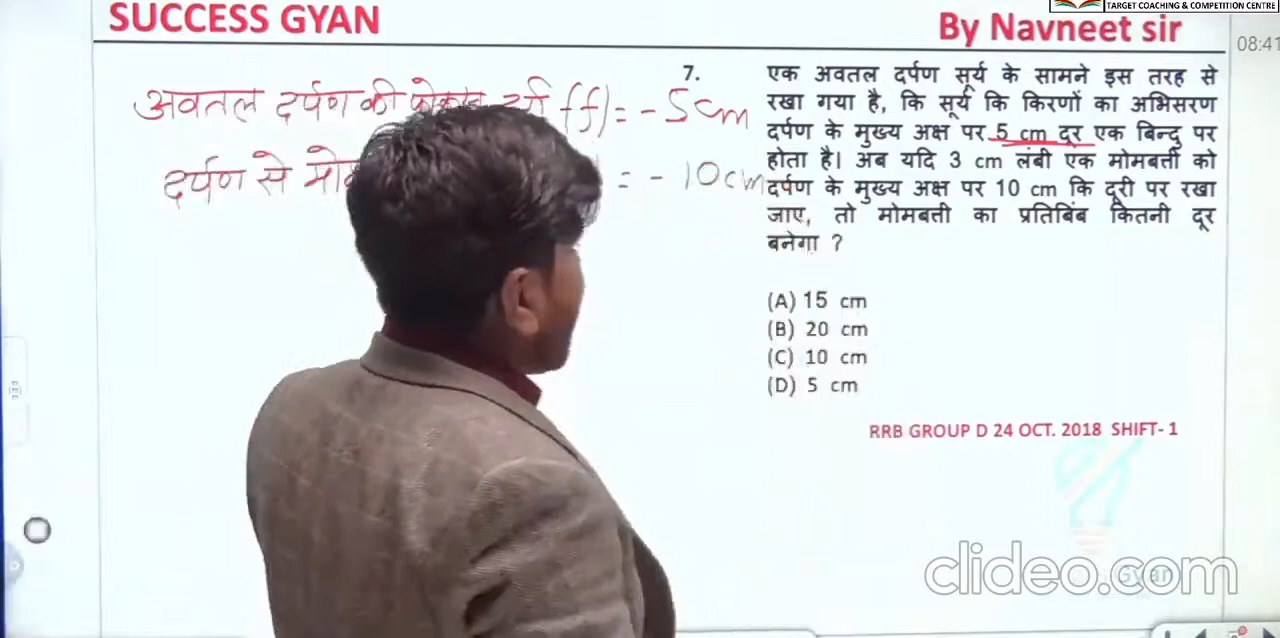 TARGET COACHING & COMPETITION CENTRE
SUCCESS GYAN
By Navneet sir
08:41
अवतल दर्पण की (f) = - 5cm
दर्पण से = - 10cm
7. एक अवतल दर्पण सूर्य के सामने इस तरह से
रखा गया है, कि सूर्य कि किरणों का अभिसरण
दर्पण के मुख्य अक्ष पर 5 cm दूर एक बिन्दु पर
होता है। अब यदि 3 cm लंबी एक मोमबत्ती को
दर्पण के मुख्य अक्ष पर 10 cm कि दूरी पर रखा
जाए, तो मोमबत्ती का प्रतिबिंब कितनी दूर
बनेगा ?
(A) 15 cm
(B) 20 cm
(C) 10 cm
(D) 5 cm
RRB GROUP D 24 OCT. 2018 SHIFT- 1
clideo.com